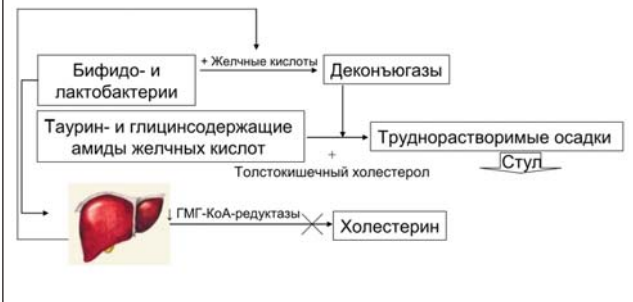 + Желчные кислоты
Бифидо- и
лактобактерии
Деконъюгазы
Таурин- и глицинсодержащие
амиды желчных кислот
+
Толстокишечный холестерол
Труднорастворимые осадки
Стул
↓ ГМГ-КоА-редуктазы
Холестерин